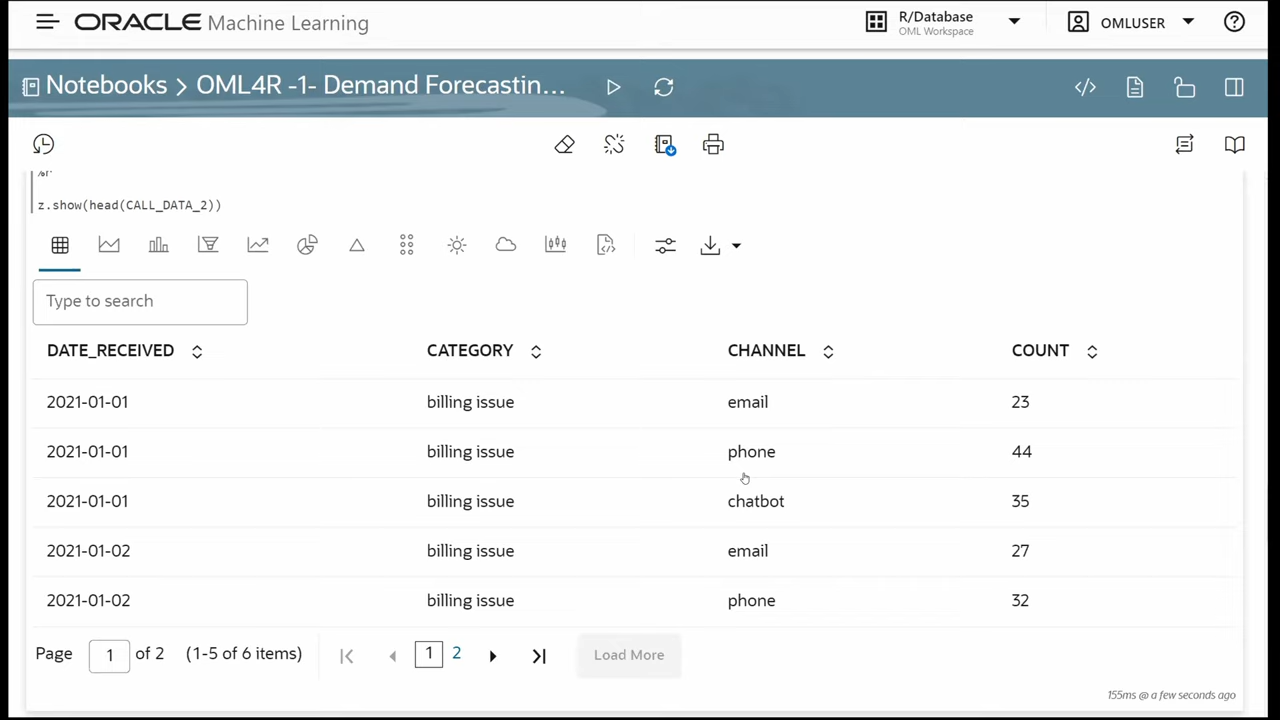 ORACLE Machine Learning
R/Database
OML Workspace
OMLUSER
Notebooks > OML4R -1- Demand Forecastin...
z.show(head(CALL_DATA_2))
Type to search
DATE_RECEIVED CATEGORY CHANNEL COUNT
2021-01-01 billing issue email 23
2021-01-01 billing issue phone 44
2021-01-01 billing issue chatbot 35
2021-01-02 billing issue email 27
2021-01-02 billing issue phone 32
Page 1 of 2 (1-5 of 6 items) 1 2 Load More
155ms @ a few seconds ago